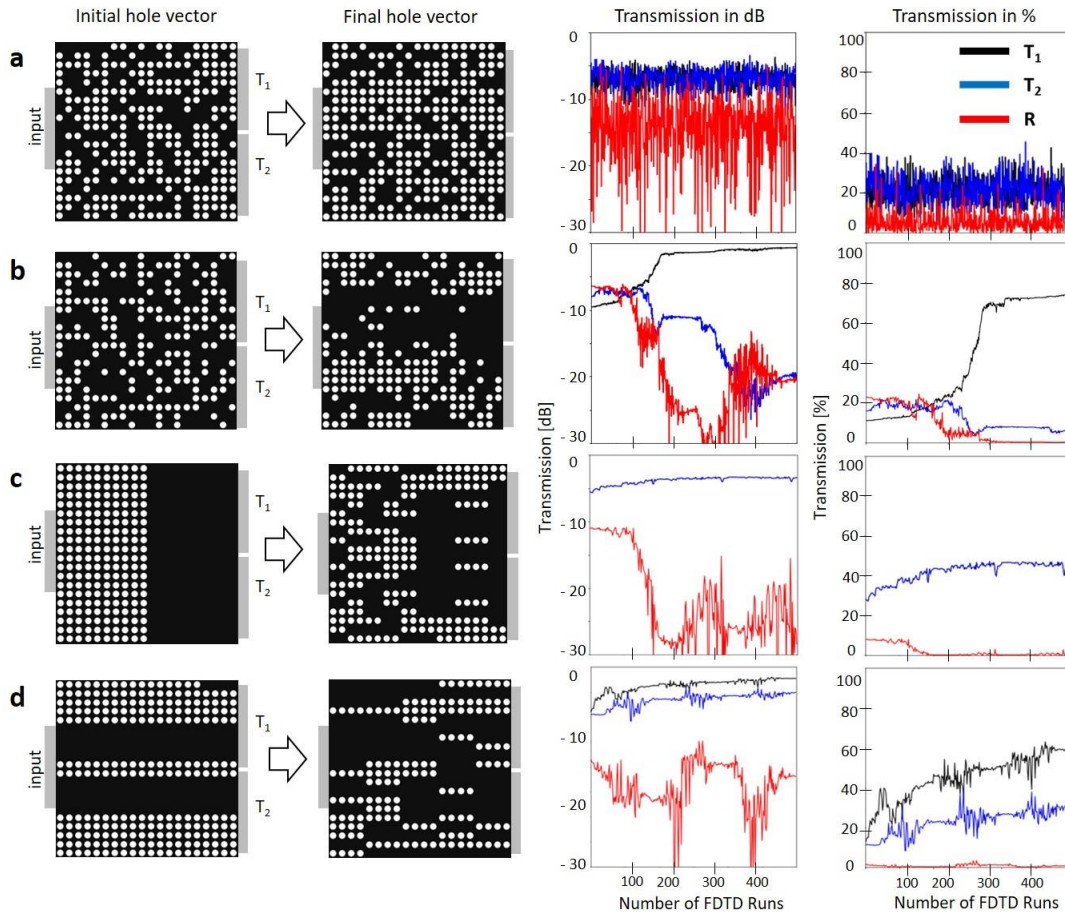 Initial hole vector
Final hole vector
Transmission in dB
Transmission in %
a
input
T1
T2
0
- 10
- 20
- 30
100
80
60
40
20
0
T1
T2
R
b
input
T1
T2
0
- 10
- 20
- 30
Transmission [dB]
100
80
60
40
20
0
Transmission [%]
c
input
T1
T2
0
- 10
- 20
- 30
100
80
60
40
20
0
d
input
T1
T2
0
- 10
- 20
- 30
100 200 300 400
Number of FDTD Runs
100
80
60
40
20
0
100 200 300 400
Number of FDTD Runs